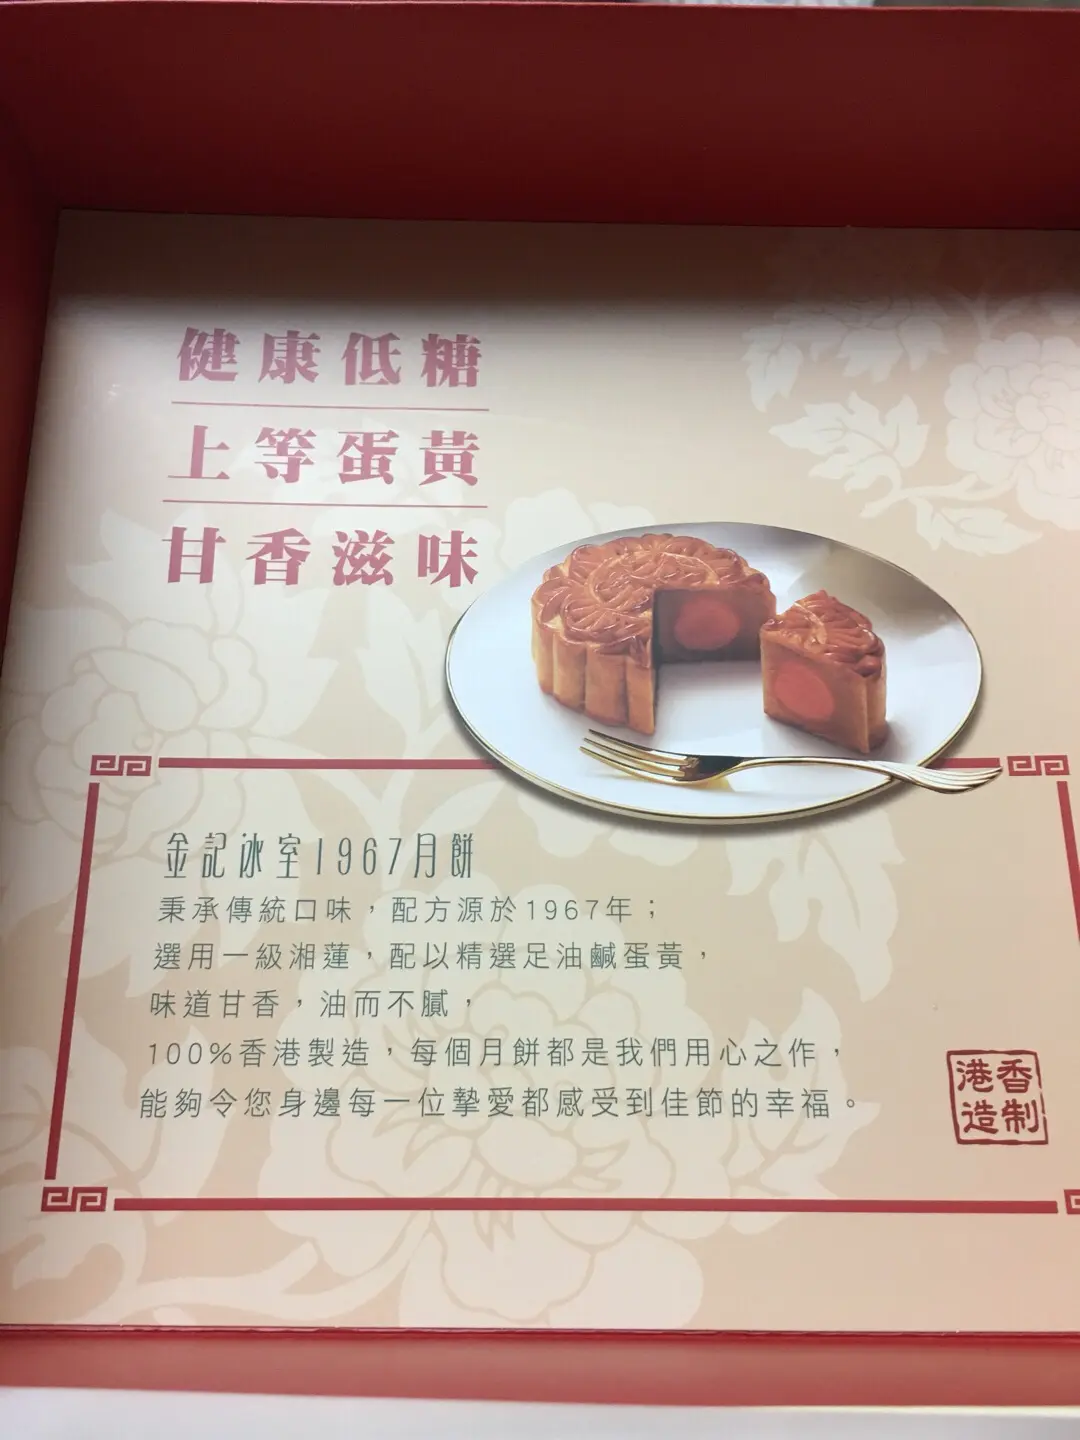 健康低糖
上等蛋黃
甘香滋味
金記冰室1967月餅
秉承傳統口味，配方源於1967年；
選用一級湘蓮，配以精選足油鹹蛋黃，
味道甘香，油而不膩，
100%香港製造，每個月餅都是我們用心之作，
能夠令您身邊每一位摯愛都感受到佳節的幸福。
香港
制造